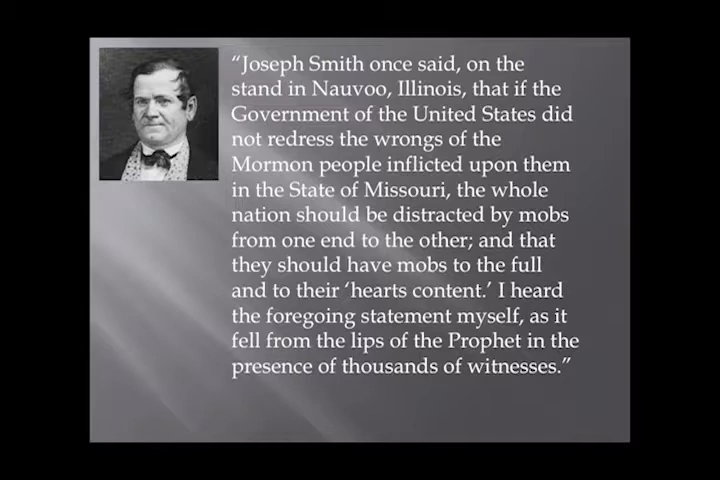 “Joseph Smith once said, on the
stand in Nauvoo, Illinois, that if the
Government of the United States did
not redress the wrongs of the
Mormon people inflicted upon them
in the State of Missouri, the whole
nation should be distracted by mobs
from one end to the other; and that
they should have mobs to the full
and to their ‘hearts content.’ I heard
the foregoing statement myself, as it
fell from the lips of the Prophet in the
presence of thousands of witnesses.”